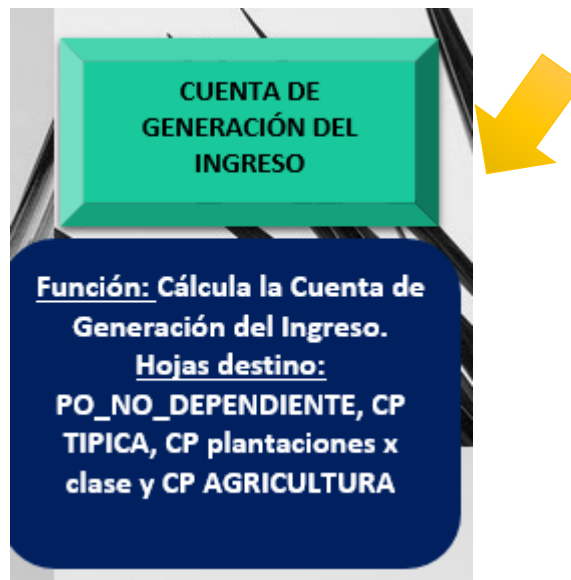 CUENTA DE
GENERACIÓN DEL
INGRESO
Función: Cálcula la Cuenta de
Generación del Ingreso.
Hojas destino:
PO_NO_DEPENDIENTE, CP
TIPICA, CP plantaciones x
clase y CP AGRICULTURA